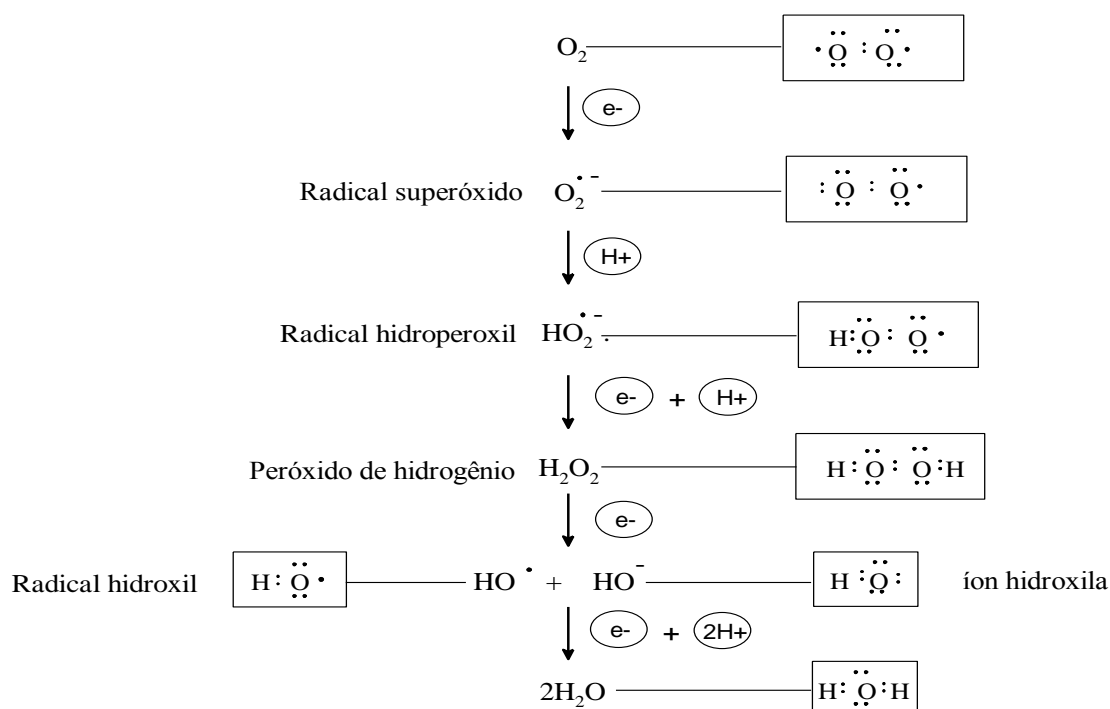 O₂ ·Ö::Ö·
e-
Radical superóxido O₂•⁻ :Ö:Ö·
H+
Radical hidroperoxil HO₂•⁻. H:Ö:Ö·
e- + H+
Peróxido de hidrogênio H₂O₂ H:Ö:Ö:H
e-
Radical hidroxil H:Ö· HO• + HO⁻ H:Ö: íon hidroxila
e- + 2H+
2H₂O H:Ö:H